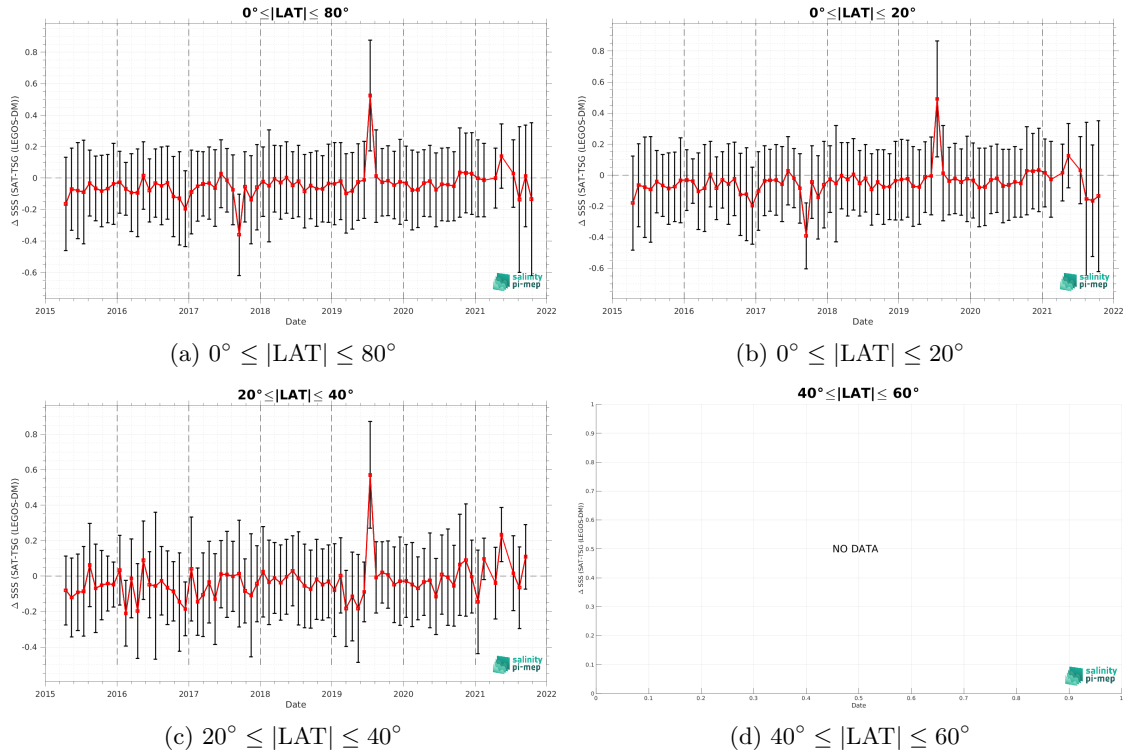 0°≤|LAT|≤ 80°
Δ SSS (SAT-TSG (LEGOS-DM))
0.8
0.6
0.4
0.2
0
-0.2
-0.4
-0.6
2015 2016 2017 2018 2019 2020 2021 2022
Date
salinity
pi-mep
(a) 0° ≤ |LAT| ≤ 80°
0°≤|LAT|≤ 20°
Δ SSS (SAT-TSG (LEGOS-DM))
0.8
0.6
0.4
0.2
0
-0.2
-0.4
-0.6
2015 2016 2017 2018 2019 2020 2021 2022
Date
salinity
pi-mep
(b) 0° ≤ |LAT| ≤ 20°
20°≤|LAT|≤ 40°
Δ SSS (SAT-TSG (LEGOS-DM))
0.8
0.6
0.4
0.2
0
-0.2
-0.4
2015 2016 2017 2018 2019 2020 2021 2022
Date
salinity
pi-mep
(c) 20° ≤ |LAT| ≤ 40°
40°≤|LAT|≤ 60°
Δ SSS (SAT-TSG (LEGOS-DM))
1
0.9
0.8
0.7
0.6
0.5
0.4
0.3
0.2
0.1
0
NO DATA
0 0.1 0.2 0.3 0.4 0.5 0.6 0.7 0.8 0.9 1
Date
salinity
pi-mep
(d) 40° ≤ |LAT| ≤ 60°